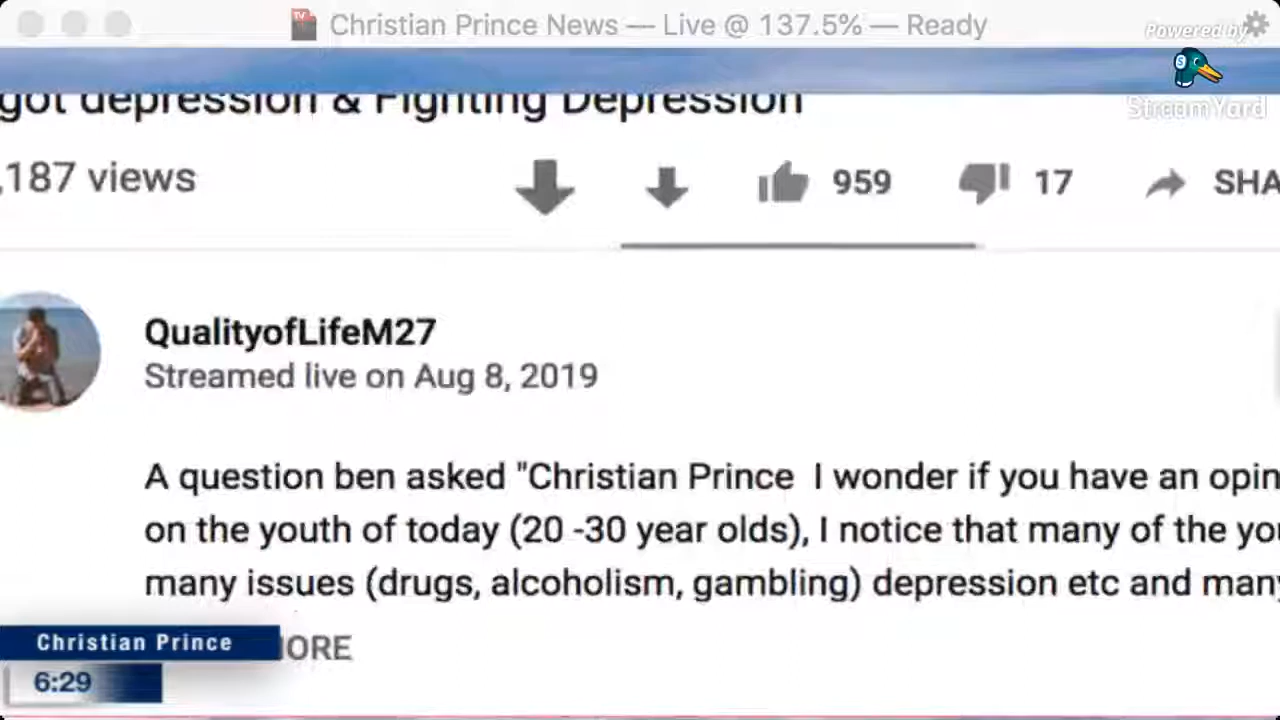 Christian Prince News — Live @ 137.5% — Ready
Powered by
StreamYard
got depression & Fighting Depression
,187 views
959
17
SHA
QualityofLifeM27
Streamed live on Aug 8, 2019
A question ben asked "Christian Prince I wonder if you have an opin
on the youth of today (20 -30 year olds), I notice that many of the yo
many issues (drugs, alcoholism, gambling) depression etc and many
Christian Prince
ORE
6:29